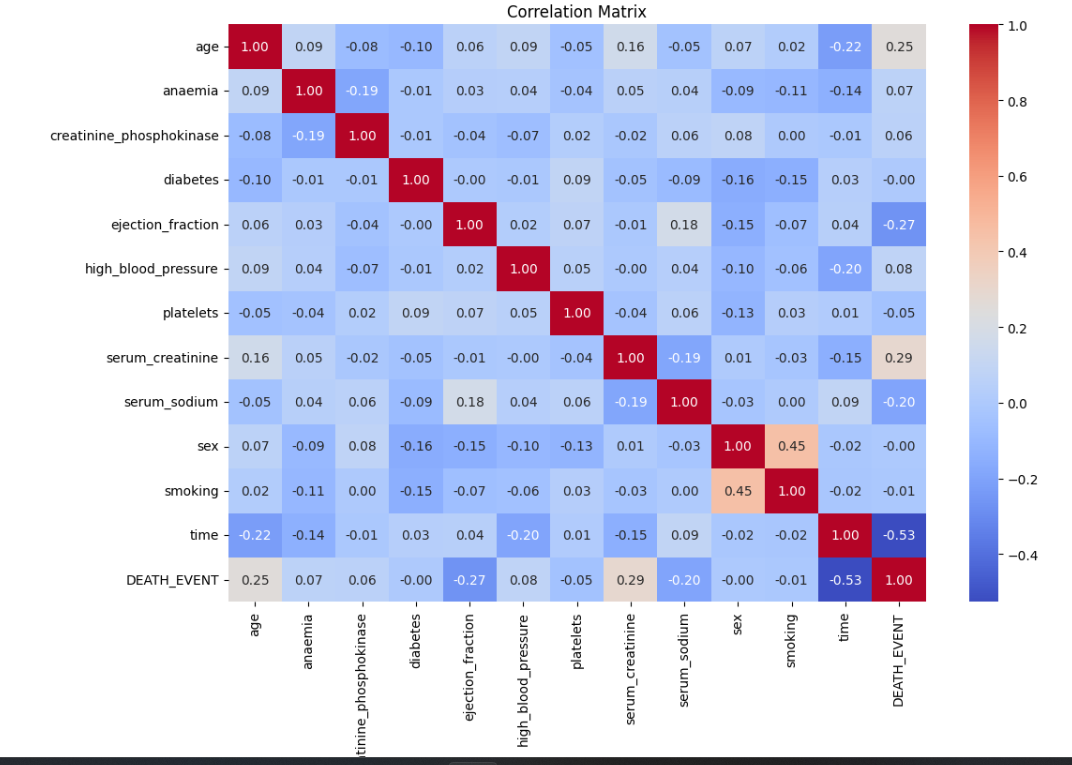 Correlation Matrix
age 1.00 0.09 -0.08 -0.10 0.06 0.09 -0.05 0.16 -0.05 0.07 0.02 -0.22 0.25
anaemia 0.09 1.00 -0.19 -0.01 0.03 0.04 -0.04 0.05 0.04 -0.09 -0.11 -0.14 0.07
creatinine_phosphokinase -0.08 -0.19 1.00 -0.01 -0.04 -0.07 0.02 -0.02 0.06 0.08 0.00 -0.01 0.06
diabetes -0.10 -0.01 -0.01 1.00 -0.00 -0.01 0.09 -0.05 -0.09 -0.16 -0.15 0.03 -0.00
ejection_fraction 0.06 0.03 -0.04 -0.00 1.00 0.02 0.07 -0.01 0.18 -0.15 -0.07 0.04 -0.27
high_blood_pressure 0.09 0.04 -0.07 -0.01 0.02 1.00 0.05 -0.00 0.04 -0.10 -0.06 -0.20 0.08
platelets -0.05 -0.04 0.02 0.09 0.07 0.05 1.00 -0.04 0.06 -0.13 0.03 0.01 -0.05
serum_creatinine 0.16 0.05 -0.02 -0.05 -0.01 -0.00 -0.04 1.00 -0.19 0.01 -0.03 -0.15 0.29
serum_sodium -0.05 0.04 0.06 -0.09 0.18 0.04 0.06 -0.19 1.00 -0.03 0.00 0.09 -0.20
sex 0.07 -0.09 0.08 -0.16 -0.15 -0.10 -0.13 0.01 -0.03 1.00 0.45 -0.02 -0.00
smoking 0.02 -0.11 0.00 -0.15 -0.07 -0.06 0.03 -0.03 0.00 0.45 1.00 -0.02 -0.01
time -0.22 -0.14 -0.01 0.03 0.04 -0.20 0.01 -0.15 0.09 -0.02 -0.02 1.00 -0.53
DEATH_EVENT 0.25 0.07 0.06 -0.00 -0.27 0.08 -0.05 0.29 -0.20 -0.00 -0.01 -0.53 1.00
age
anaemia
tinine_phosphokinase
diabetes
ejection_fraction
high_blood_pressure
platelets
serum_creatinine
serum_sodium
sex
smoking
time
DEATH_EVENT
1.0
0.8
0.6
0.4
0.2
0.0
−0.2
−0.4